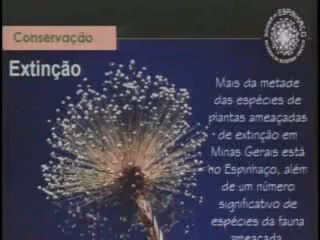 Conservação
Extinção
ESPINHAÇO
Mais da metade
das espécies de
plantas ameaçadas
de extinção em
Minas Gerais está
no Espinhaço, além
de um número
significativo de
espécies da fauna
ameaçada